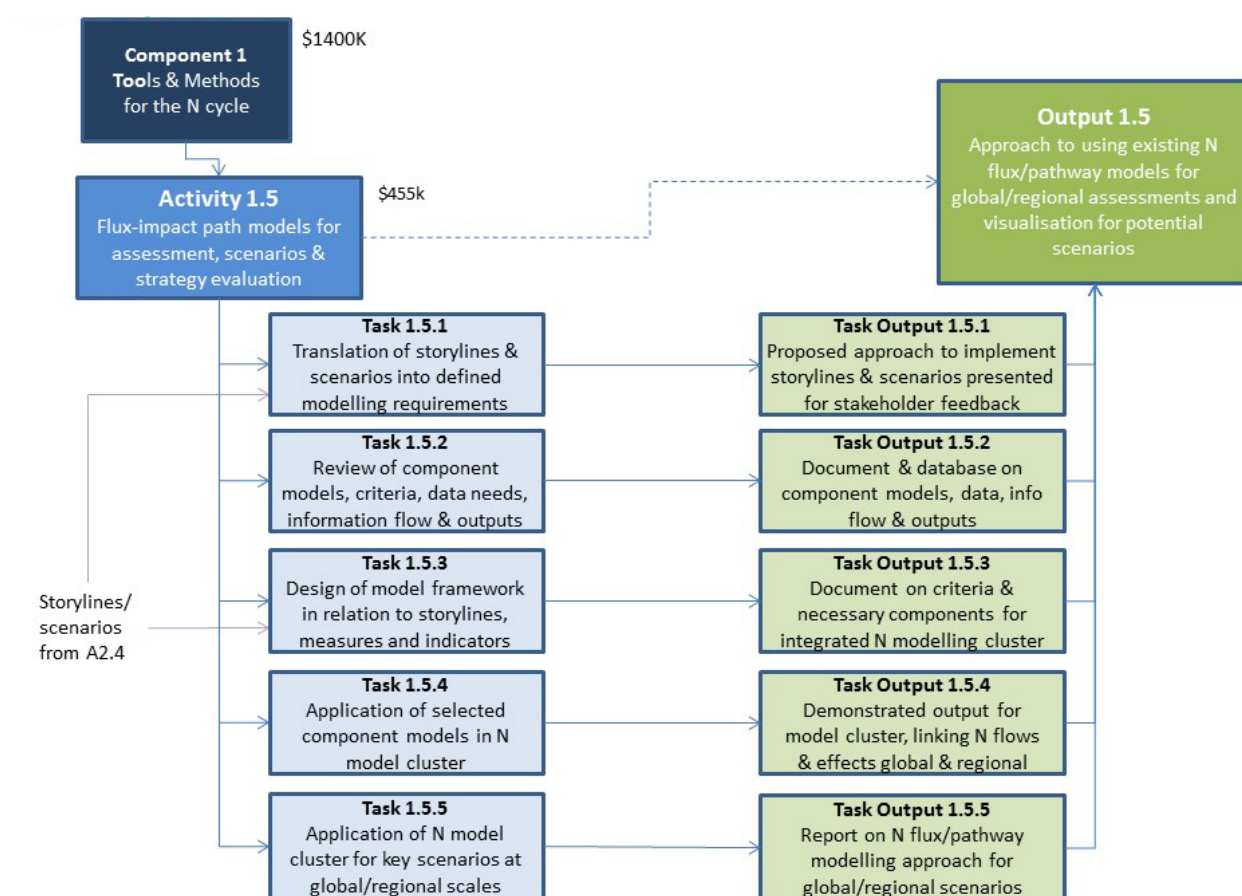 Component 1
Tools & Methods
for the N cycle
$1400K
Activity 1.5
Flux-impact path models for
assessment, scenarios &
strategy evaluation
$455k
Output 1.5
Approach to using existing N
flux/pathway models for
global/regional assessments and
visualisation for potential
scenarios
Task 1.5.1
Translation of storylines &
scenarios into defined
modelling requirements
Task Output 1.5.1
Proposed approach to implement
storylines & scenarios presented
for stakeholder feedback
Task 1.5.2
Review of component
models, criteria, data needs,
information flow & outputs
Task Output 1.5.2
Document & database on
component models, data, info
flow & outputs
Storylines/
scenarios
from A2.4
Task 1.5.3
Design of model framework
in relation to storylines,
measures and indicators
Task Output 1.5.3
Document on criteria &
necessary components for
integrated N modelling cluster
Task 1.5.4
Application of selected
component models in N
model cluster
Task Output 1.5.4
Demonstrated output for
model cluster, linking N flows
& effects global & regional
Task 1.5.5
Application of N model
cluster for key scenarios at
global/regional scales
Task Output 1.5.5
Report on N flux/pathway
modelling approach for
global/regional scenarios